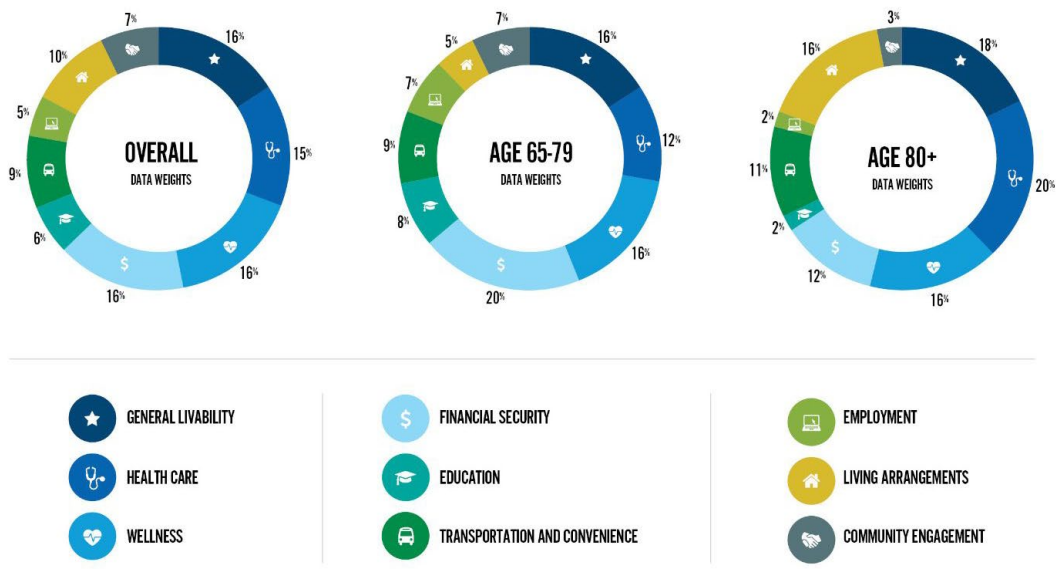 7%
16%
10%
5%
15%
9%
6%
16%
16%
OVERALL
DATA WEIGHTS
7%
16%
5%
7%
12%
9%
8%
16%
20%
AGE 65-79
DATA WEIGHTS
3%
18%
16%
2%
11%
20%
2%
12%
16%
AGE 80+
DATA WEIGHTS
GENERAL LIVABILITY
HEALTH CARE
WELLNESS
$ FINANCIAL SECURITY
EDUCATION
TRANSPORTATION AND CONVENIENCE
EMPLOYMENT
LIVING ARRANGEMENTS
COMMUNITY ENGAGEMENT